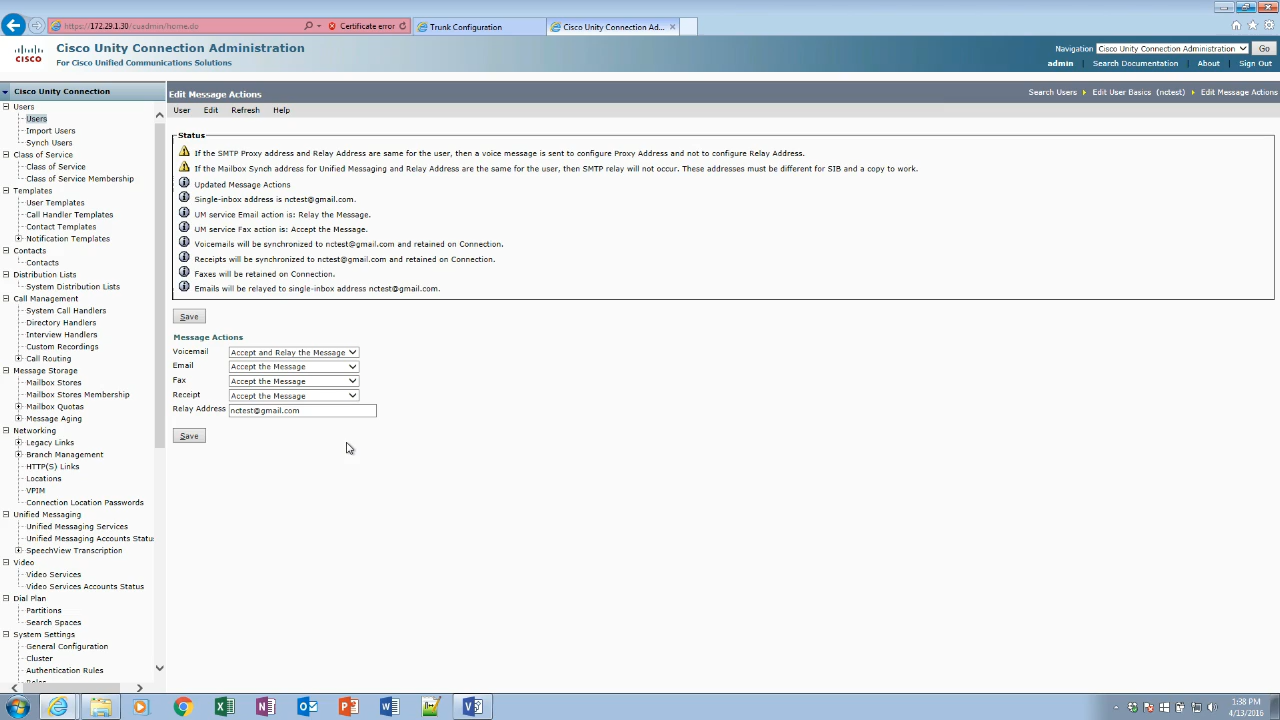 https://172.29.1.30/cuadmin/home.do
Certificate error
Trunk Configuration
Cisco Unity Connection Ad...
CISCO
Cisco Unity Connection Administration
For Cisco Unified Communications Solutions
Navigation Cisco Unity Connection Administration Go
admin Search Documentation About Sign Out
Cisco Unity Connection
Users
Users
Import Users
Synch Users
Class of Service
Class of Service
Class of Service Membership
Templates
User Templates
Call Handler Templates
Contact Templates
Notification Templates
Contacts
Contacts
Distribution Lists
System Distribution Lists
Call Management
System Call Handlers
Directory Handlers
Interview Handlers
Custom Recordings
Call Routing
Message Storage
Mailbox Stores
Mailbox Stores Membership
Mailbox Quotas
Message Aging
Networking
Legacy Links
Branch Management
HTTP(S) Links
Locations
VPIM
Connection Location Passwords
Unified Messaging
Unified Messaging Services
Unified Messaging Accounts Status
SpeechView Transcription
Video
Video Services
Video Services Accounts Status
Dial Plan
Partitions
Search Spaces
System Settings
General Configuration
Cluster
Authentication Rules
Edit Message Actions
Search Users Edit User Basics (nctest) Edit Message Actions
User Edit Refresh Help
Status
If the SMTP Proxy address and Relay Address are same for the user, then a voice message is sent to configure Proxy Address and not to configure Relay Address.
If the Mailbox Synch address for Unified Messaging and Relay Address are the same for the user, then SMTP relay will not occur. These addresses must be different for SIB and a copy to work.
Updated Message Actions
Single-inbox address is nctest@gmail.com.
UM service Email action is: Relay the Message.
UM service Fax action is: Accept the Message.
Voicemails will be synchronized to nctest@gmail.com and retained on Connection.
Receipts will be synchronized to nctest@gmail.com and retained on Connection.
Faxes will be retained on Connection.
Emails will be relayed to single-inbox address nctest@gmail.com.
Save
Message Actions
Voicemail Accept and Relay the Message
Email Accept the Message
Fax Accept the Message
Receipt Accept the Message
Relay Address nctest@gmail.com
Save
1:38 PM
4/13/2016